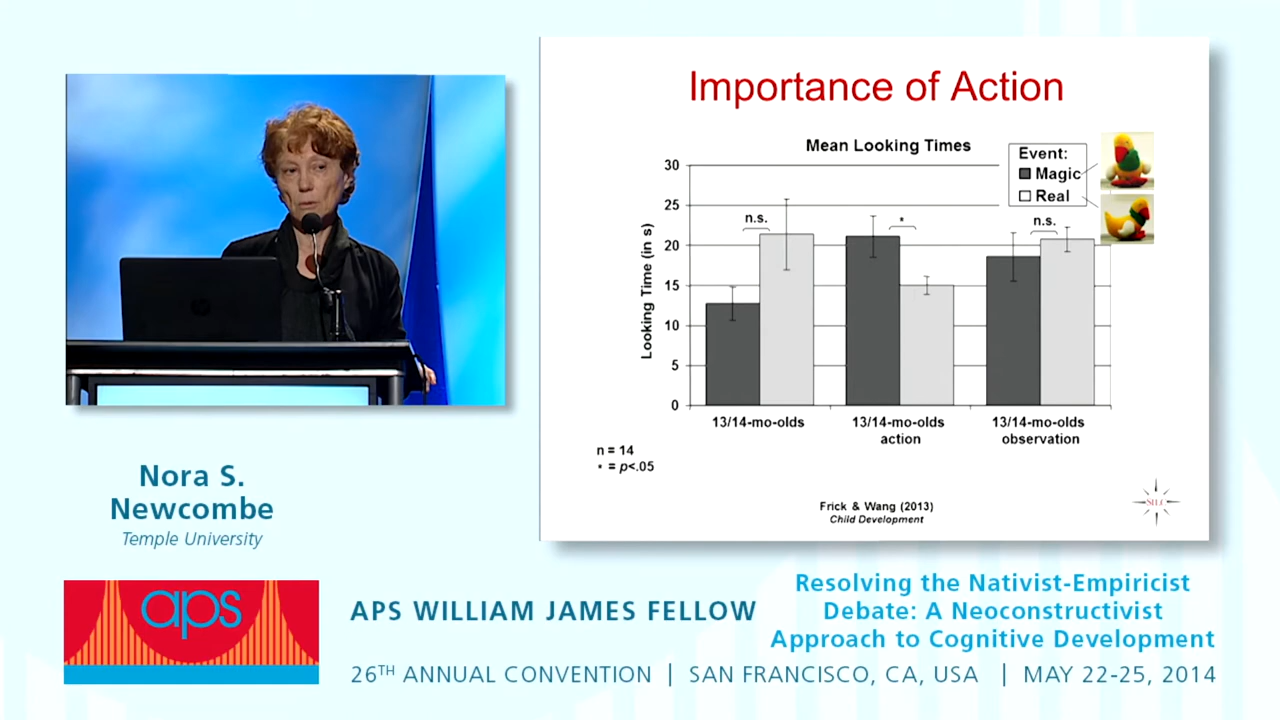 Importance of Action
Mean Looking Times
Event:
Magic
Real
30
25
20
15
10
5
0
Looking Time (in s)
n.s.
*
n.s.
13/14-mo-olds
13/14-mo-olds
action
13/14-mo-olds
observation
n = 14
* = p<.05
Frick & Wang (2013)
Child Development
SILC
Nora S.
Newcombe
Temple University
aps
APS WILLIAM JAMES FELLOW
Resolving the Nativist-Empiricist
Debate: A Neoconstructivist
Approach to Cognitive Development
26TH ANNUAL CONVENTION | SAN FRANCISCO, CA, USA | MAY 22-25, 2014